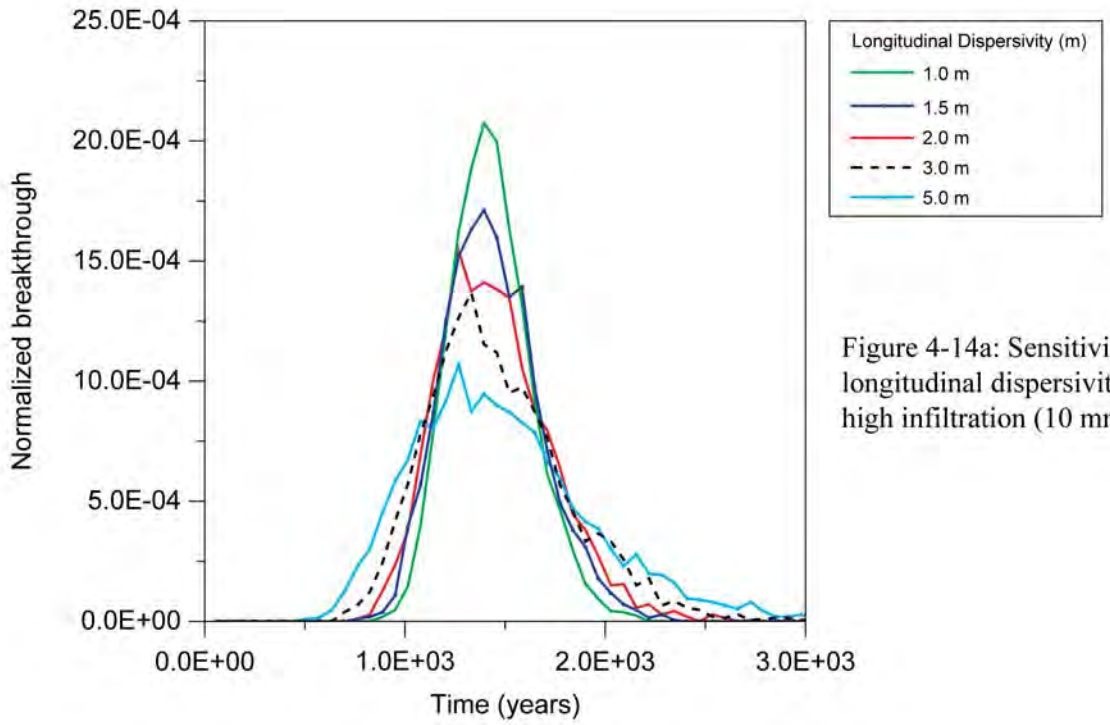 25.0E-04
20.0E-04
15.0E-04
10.0E-04
5.0E-04
0.0E+00
Normalized breakthrough
0.0E+00 1.0E+03 2.0E+03 3.0E+03
Time (years)
Longitudinal Dispersivity (m)
1.0 m
1.5 m
2.0 m
3.0 m
5.0 m
Figure 4-14a: Sensitivi
longitudinal dispersivit
high infiltration (10 mr